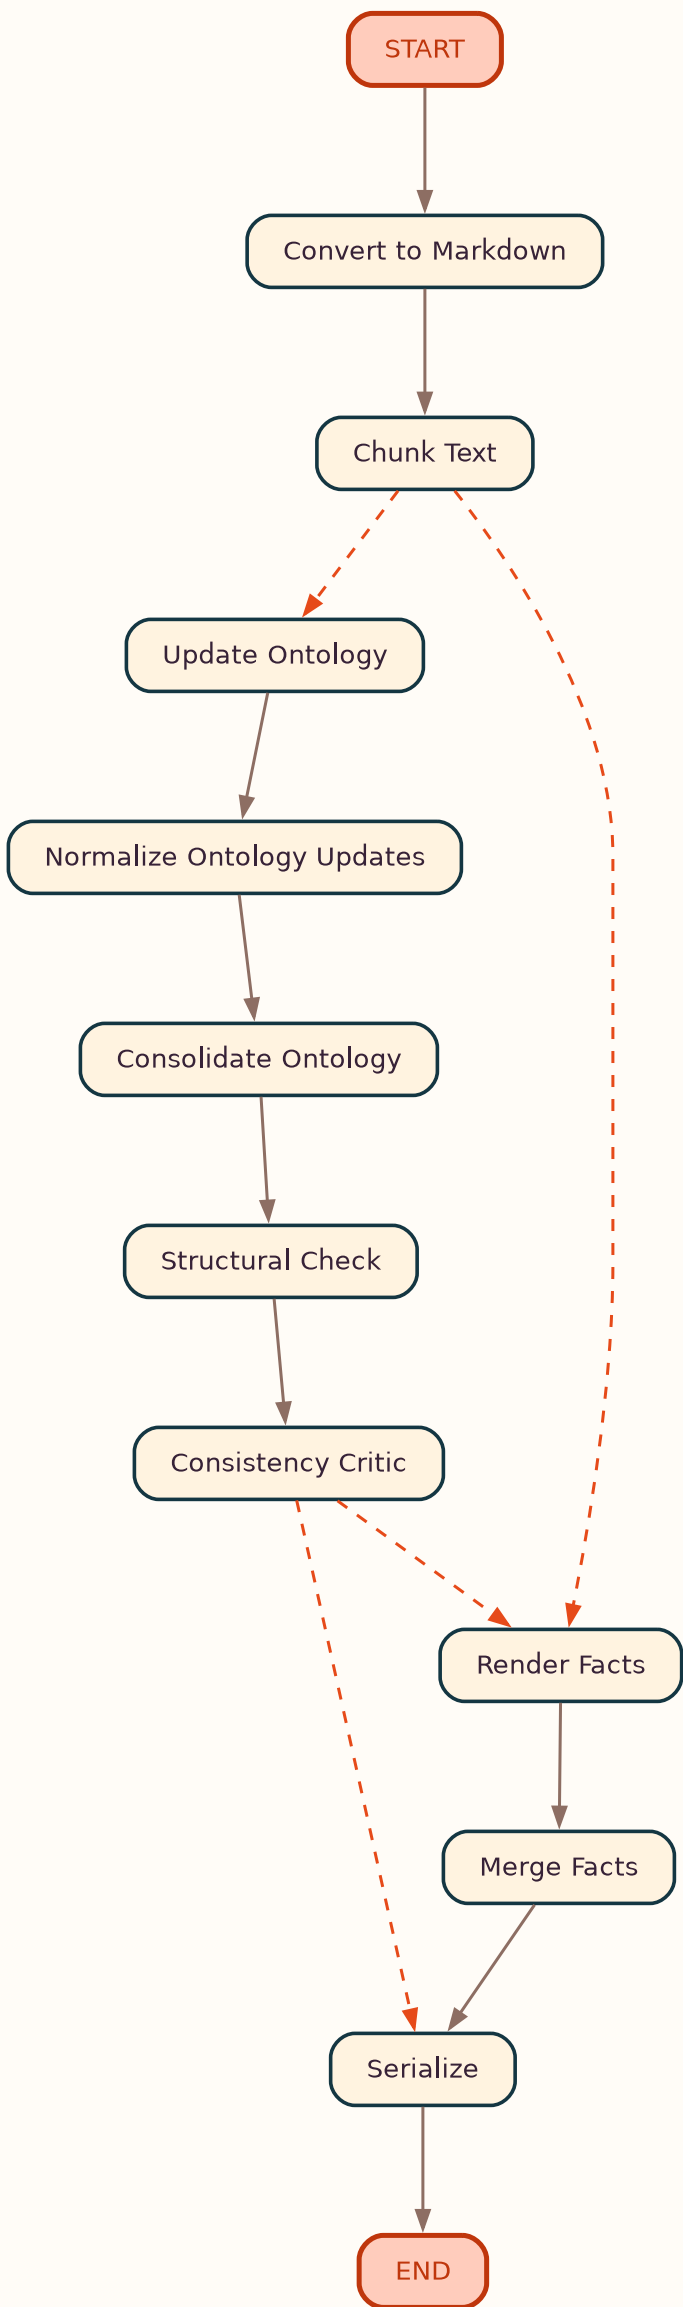 START
Convert to Markdown
Chunk Text
Update Ontology
Normalize Ontology Updates
Consolidate Ontology
Structural Check
Consistency Critic
Render Facts
Merge Facts
Serialize
END